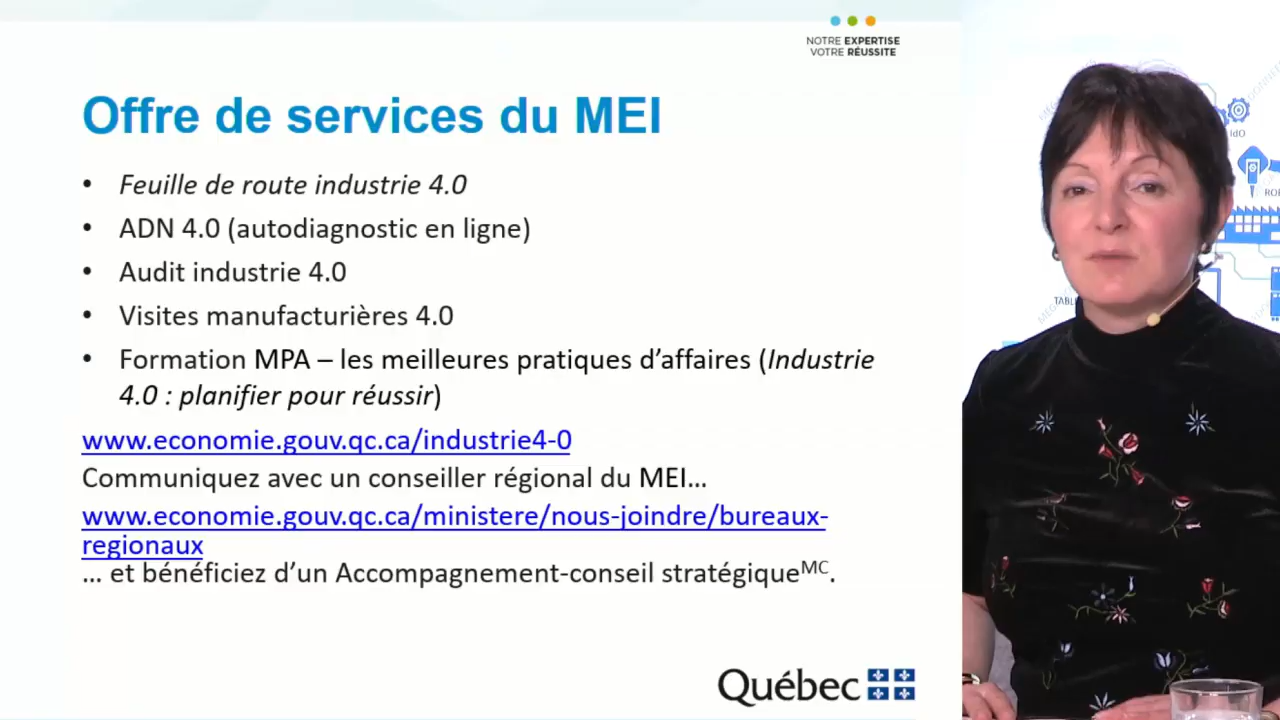 NOTRE EXPERTISE
VOTRE RÉUSSITE
Offre de services du MEI
• Feuille de route industrie 4.0
• ADN 4.0 (autodiagnostic en ligne)
• Audit industrie 4.0
• Visites manufacturières 4.0
• Formation MPA – les meilleures pratiques d’affaires (Industrie
4.0 : planifier pour réussir)
www.economie.gouv.qc.ca/industrie4-0
Communiquez avec un conseiller régional du MEI…
www.economie.gouv.qc.ca/ministere/nous-joindre/bureaux-
regionaux
… et bénéficiez d’un Accompagnement-conseil stratégiqueMC.
Québec
IdO